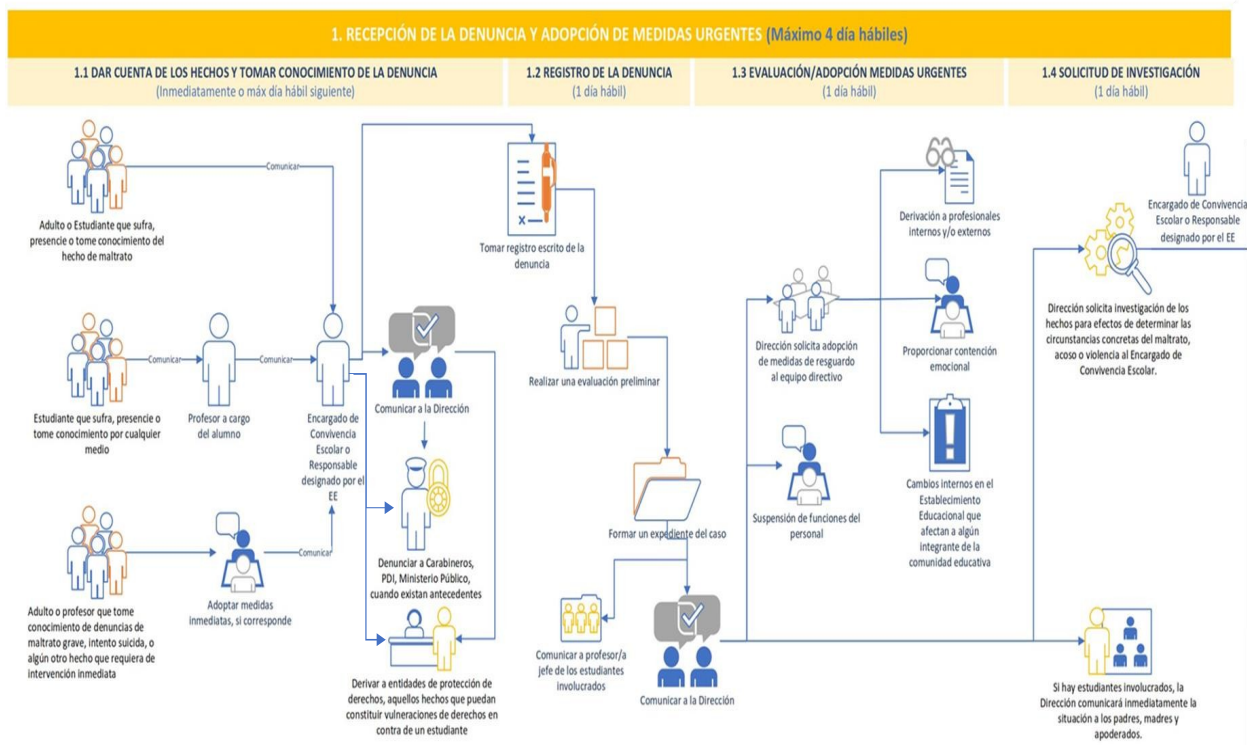 1. RECEPCIÓN DE LA DENUNCIA Y ADOPCIÓN DE MEDIDAS URGENTES (Máximo 4 día hábiles)
1.1 DAR CUENTA DE LOS HECHOS Y TOMAR CONOCIMIENTO DE LA DENUNCIA
(Inmediatamente o máx día hábil siguiente)
1.2 REGISTRO DE LA DENUNCIA
(1 día hábil)
1.3 EVALUACIÓN/ADOPCIÓN MEDIDAS URGENTES
(1 día hábil)
1.4 SOLICITUD DE INVESTIGACIÓN
(1 día hábil)
Comunicar
Adulto o Estudiante que sufra,
presencie o tome conocimiento del
hecho de maltrato
Comunicar
Comunicar
Estudiante que sufra, presencie o
tome conocimiento por cualquier
medio
Profesor a cargo
del alumno
Encargado de
Convivencia
Escolar o
Responsable
designado por el
EE
Comunicar
Adulto o profesor que tome
conocimiento de denuncias de
maltrato grave, intento suicida, o
algún otro hecho que requiera de
intervención inmediata
Adoptar medidas
inmediatas, si corresponde
Comunicar a la Dirección
Denunciar a Carabineros,
PDI, Ministerio Público,
cuando existan antecedentes
Derivar a entidades de protección de
derechos, aquellos hechos que puedan
constituir vulneraciones de derechos en
contra de un estudiante
Tomar registro escrito de la
denuncia
Realizar una evaluación preliminar
Formar un expediente del caso
Comunicar a profesor/a
jefe de los estudiantes
involucrados
Comunicar a la Dirección
Dirección solicita adopción
de medidas de resguardo
al equipo directivo
Suspensión de funciones del
personal
Derivación a profesionales
internos y/o externos
Proporcionar contención
emocional
Cambios internos en el
Establecimiento
Educacional que
afectan a algún
integrante de la
comunidad educativa
Encargado de Convivencia
Escolar o Responsable
designado por el EE
Dirección solicita investigación de los
hechos para efectos de determinar las
circunstancias concretas del maltrato,
acoso o violencia al Encargado de
Convivencia Escolar.
Si hay estudiantes involucrados, la
Dirección comunicará inmediatamente la
situación a los padres, madres y
apoderados.